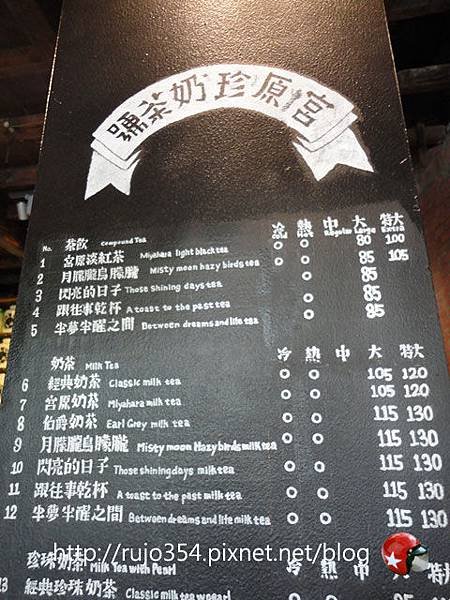 宮原珍奶茶號
No. 茶飲 Compound Tea 冷 Cold 熱 Hot 中 Regular 大 Large 特大 Extra
1 宮原淡紅茶 Miyahara light black tea ○ ○ 80 100
2 月朦朧鳥朦朧 Misty moon hazy birds tea ○ ○ 85 105
3 閃亮的日子 Those Shining days tea ○ 85
4 跟往事乾杯 A toast to the past tea ○ 85
5 半夢半醒之間 Between dreams and life tea ○ 85
奶茶 Milk Tea 冷 熱 中 大 特大
6 經典奶茶 Classic milk tea ○ ○ 105 120
7 宮原奶茶 Miyahara milk tea ○ ○ 105 120
8 伯爵奶茶 Earl Grey milk tea ○ ○ 115 130
9 月朦朧鳥朦朧 Misty moon Hazy birds milk tea ○ ○ 115 130
10 閃亮的日子 Those shining days milk tea ○ ○ 115 130
11 跟往事乾杯 A toast to the past milk tea ○ ○ 115 130
12 半夢半醒之間 Between dreams and life milk tea ○ ○ 115 130
珍珠奶茶 Milk Tea with Pearl 冷 熱 中 大
13 經典珍珠奶茶 Classic milk tea
http://rujo354.pixnet.net/blog